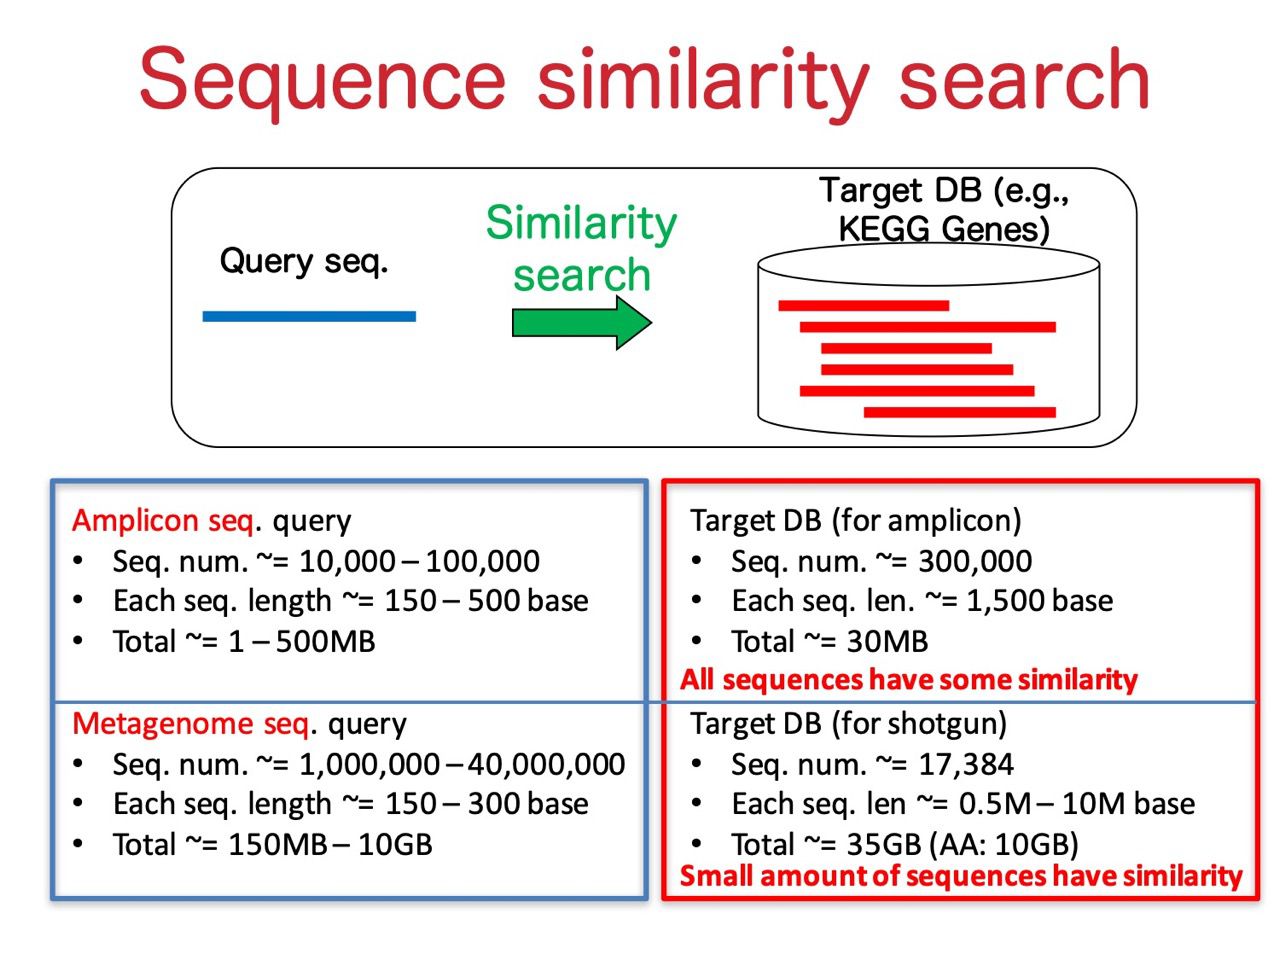 Sequence similarity search
Target DB (e.g.,
KEGG Genes)
Similarity
search
Query seq.
Amplicon seq. query
• Seq. num. ~= 10,000 – 100,000
• Each seq. length ~= 150 – 500 base
• Total ~= 1 – 500MB
Target DB (for amplicon)
• Seq. num. ~= 300,000
• Each seq. len. ~= 1,500 base
• Total ~= 30MB
All sequences have some similarity
Metagenome seq. query
• Seq. num. ~= 1,000,000 – 40,000,000
• Each seq. length ~= 150 – 300 base
• Total ~= 150MB – 10GB
Target DB (for shotgun)
• Seq. num. ~= 17,384
• Each seq. len ~= 0.5M – 10M base
• Total ~= 35GB (AA: 10GB)
Small amount of sequences have similarity